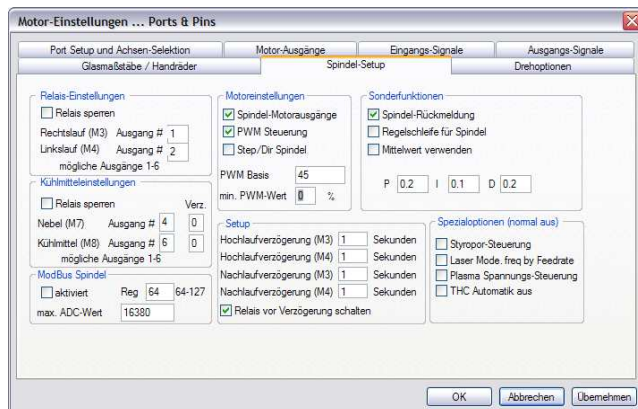 Motor-Einstellungen ... Ports & Pins
Port Setup und Achsen-Selektion
Motor-Ausgänge
Eingangs-Signale
Ausgangs-Signale
Glasmaßstäbe / Handräder
Spindel-Setup
Drehoptionen
Relais-Einstellungen
Relais sperren
Rechtslauf (M3) Ausgang # 1
Linkslauf (M4) Ausgang # 2
mögliche Ausgänge 1-6
Kühlmitteleinstellungen
Relais sperren Verz.
Nebel (M7) Ausgang # 4 0
Kühlmittel (M8) Ausgang # 6 0
mögliche Ausgänge 1-6
ModBus Spindel
aktiviert Reg 64 64-127
max. ADC-Wert 16380
Motoreinstellungen
Spindel-Motorausgänge
PWM Steuerung
Step/Dir Spindel
PWM Basis 45
min. PWM-Wert 0 %
Sonderfunktionen
Spindel-Rückmeldung
Regelschleife für Spindel
Mittelwert verwenden
P 0.2 I 0.1 D 0.2
Setup
Hochlaufverzögerung (M3) 1 Sekunden
Hochlaufverzögerung (M4) 1 Sekunden
Nachlaufverzögerung (M3) 1 Sekunden
Nachlaufverzögerung (M4) 1 Sekunden
Relais vor Verzögerung schalten
Spezialoptionen (normal aus)
Styropor-Steuerung
Laser Mode. freq by Feedrate
Plasma Spannungs-Steuerung
THC Automatik aus
OK
Abbrechen
Übernehmen